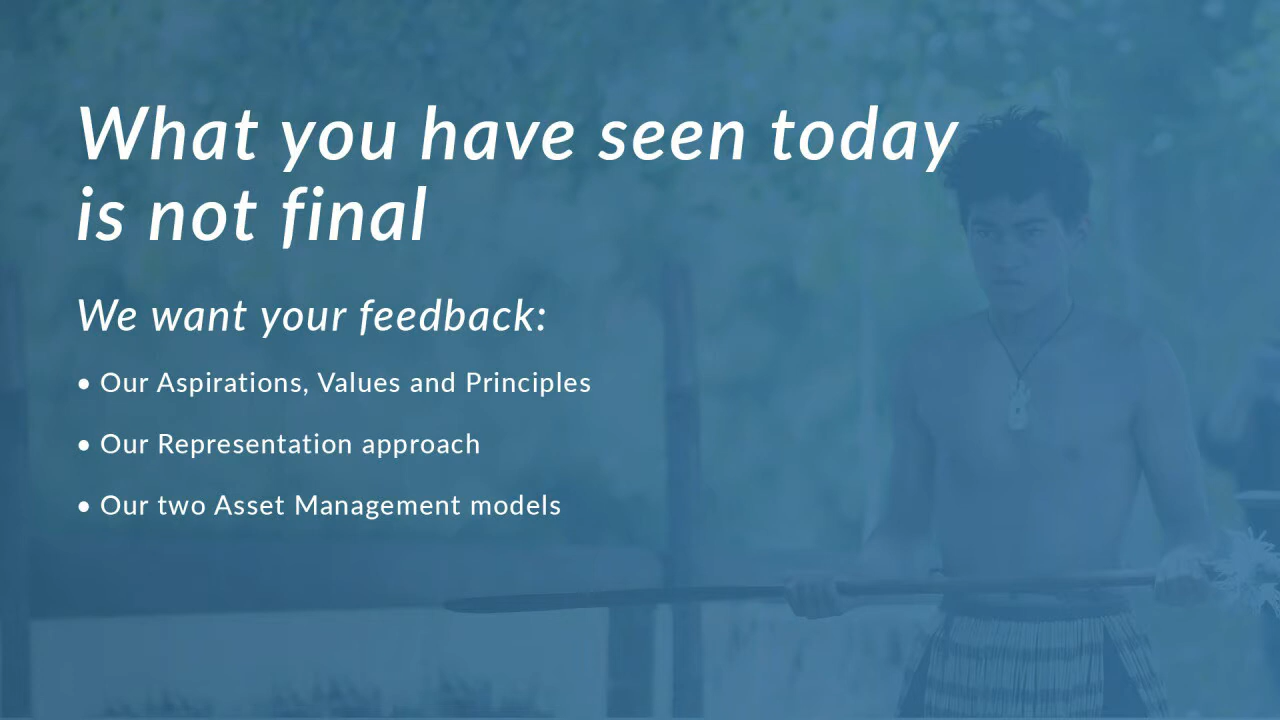 What you have seen today
is not final
We want your feedback:
• Our Aspirations, Values and Principles
• Our Representation approach
• Our two Asset Management models